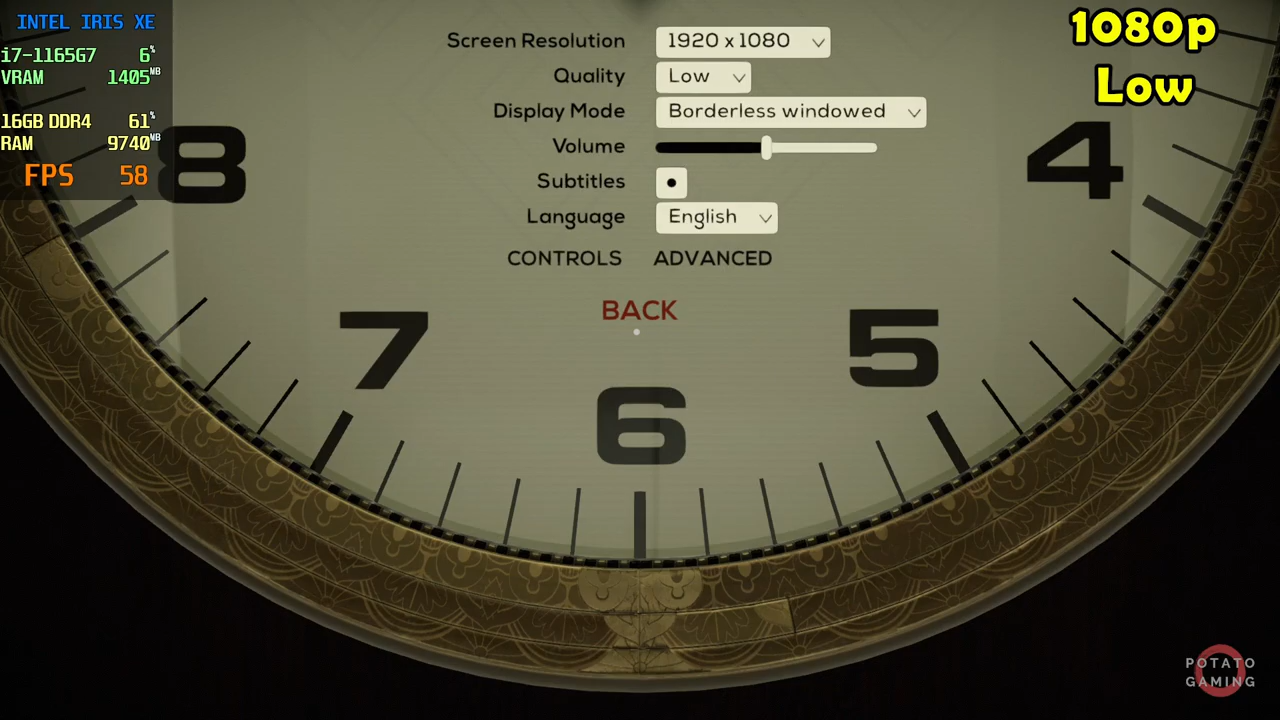 INTEL IRIS XE
i7-1165G7 6%
VRAM 1405MB
16GB DDR4 61%
RAM 9740MB
FPS 58
Screen Resolution 1920 x 1080
Quality Low
Display Mode Borderless windowed
Volume
Subtitles
Language English
CONTROLS ADVANCED
BACK
1080p
Low
8
4
7
5
6
POTATO
GAMING